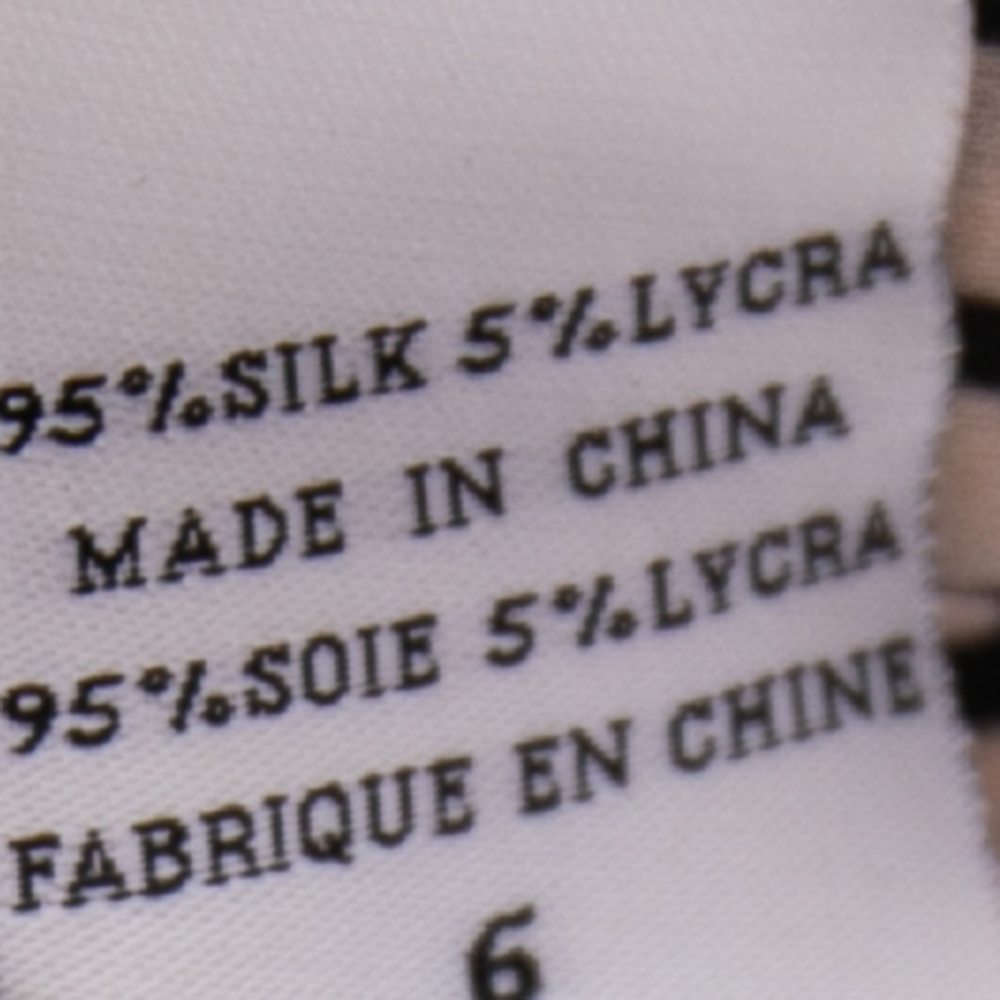 95%SILK 5%LYCRA
MADE IN CHINA
95%SOIE 5%LYCRA
FABRIQUE EN CHINE
6